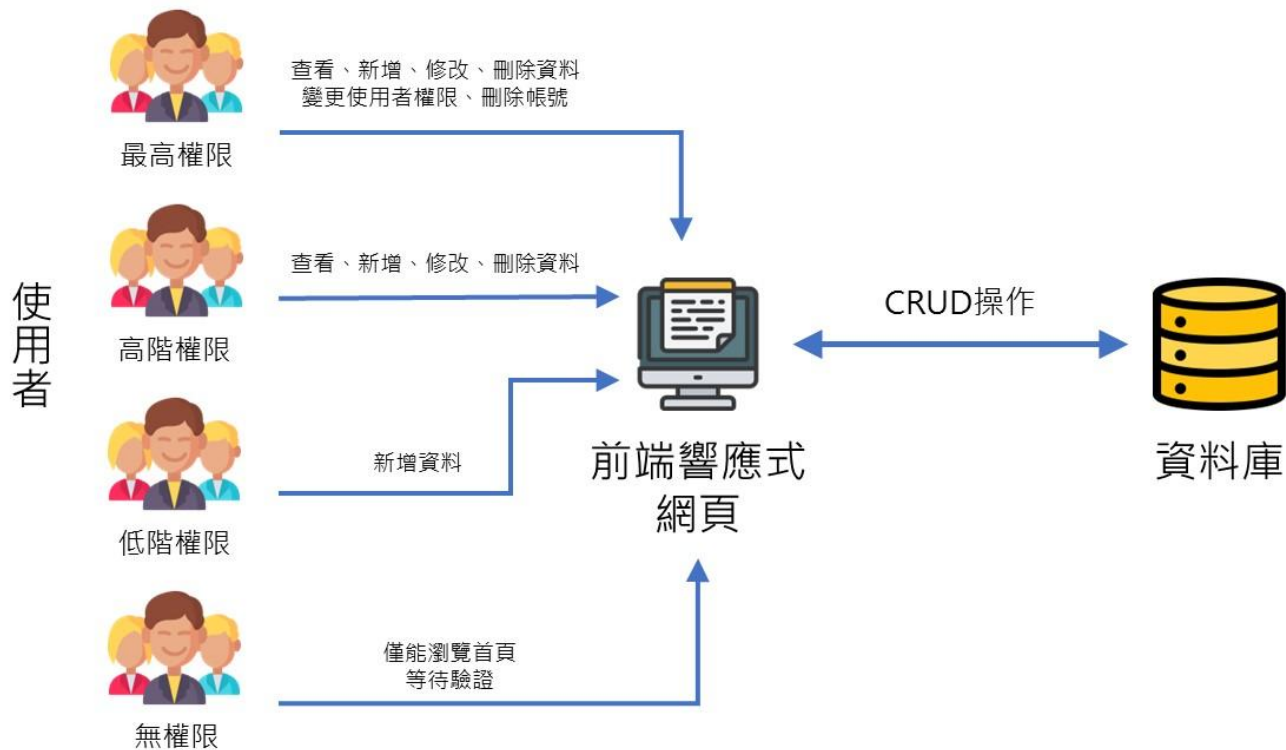 查看、新增、修改、刪除資料
變更使用者權限、刪除帳號
最高權限
使用者
查看、新增、修改、刪除資料
高階權限
新增資料
低階權限
僅能瀏覽首頁
等待驗證
無權限
前端響應式
網頁
CRUD操作
資料庫